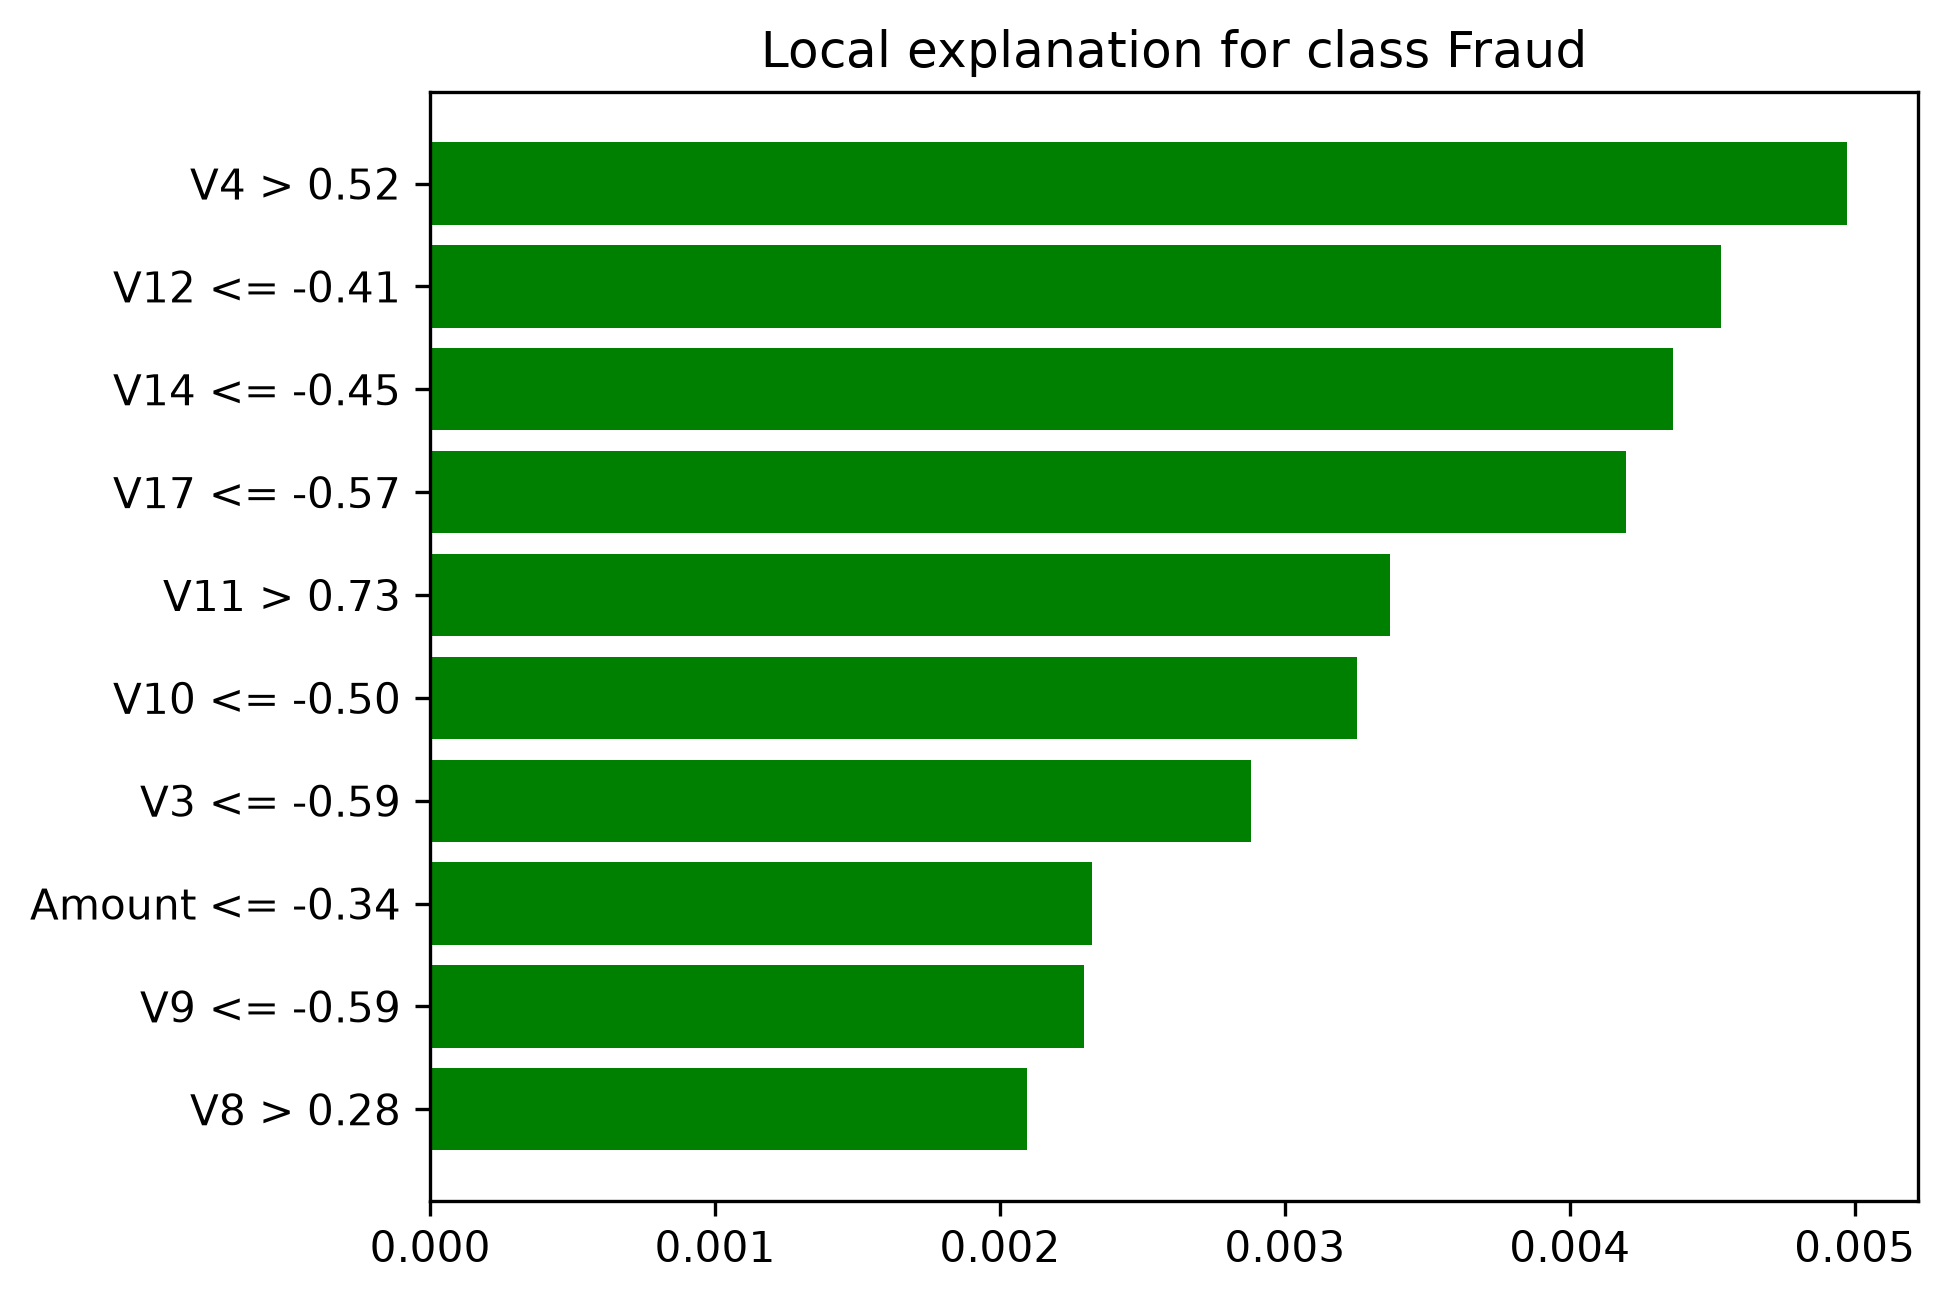 Local explanation for class Fraud
V4 > 0.52
V12 <= -0.41
V14 <= -0.45
V17 <= -0.57
V11 > 0.73
V10 <= -0.50
V3 <= -0.59
Amount <= -0.34
V9 <= -0.59
V8 > 0.28
0.000 0.001 0.002 0.003 0.004 0.005